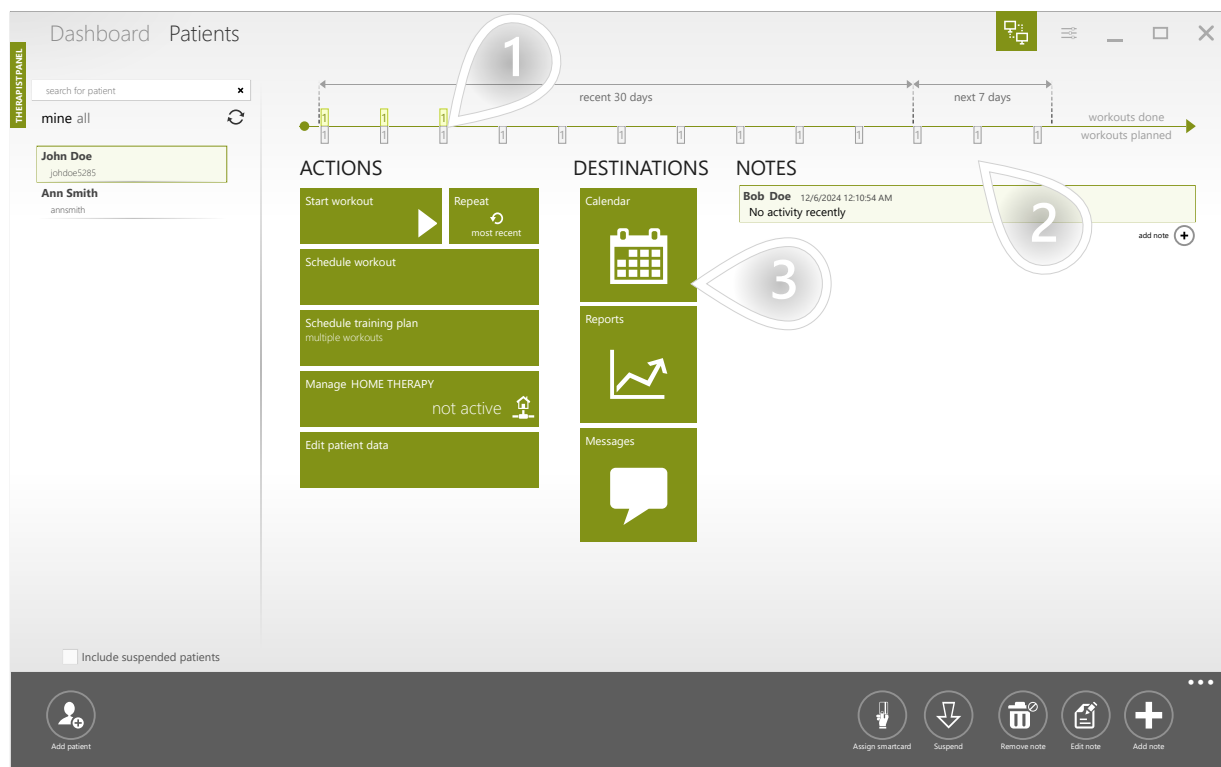 Dashboard Patients
THERAPIST PANEL
search for patient
mine all
John Doe
johdoe5285
Ann Smith
annsmith
Include suspended patients
1
recent 30 days
next 7 days
1 1 1
workouts done
1 1 1 1 1 1 1 1 1 1 1 1 1
workouts planned
ACTIONS
Start workout
Repeat
most recent
Schedule workout
Schedule training plan
multiple workouts
Manage HOME THERAPY
not active
Edit patient data
DESTINATIONS
Calendar
3
Reports
Messages
NOTES
Bob Doe 12/6/2024 12:10:54 AM
No activity recently
2
add note
Add patient
Assign smartcard
Suspend
Remove note
Edit note
Add note